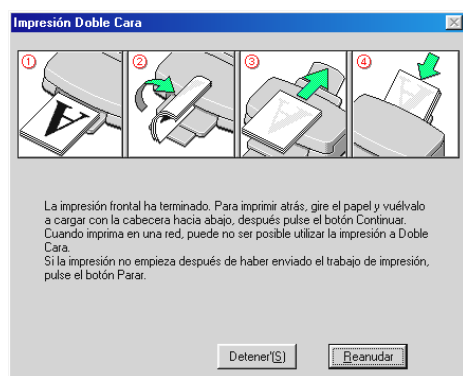 Impresión Doble Cara
1 2 3 4
A
La impresión frontal ha terminado. Para imprimir atrás, gire el papel y vuélvalo
a cargar con la cabecera hacia abajo, después pulse el botón Continuar.
Cuando imprima en una red, puede no ser posible utilizar la impresión a Doble
Cara.
Si la impresión no empieza después de haber enviado el trabajo de impresión,
pulse el botón Parar.
Detener'(S) Reanudar